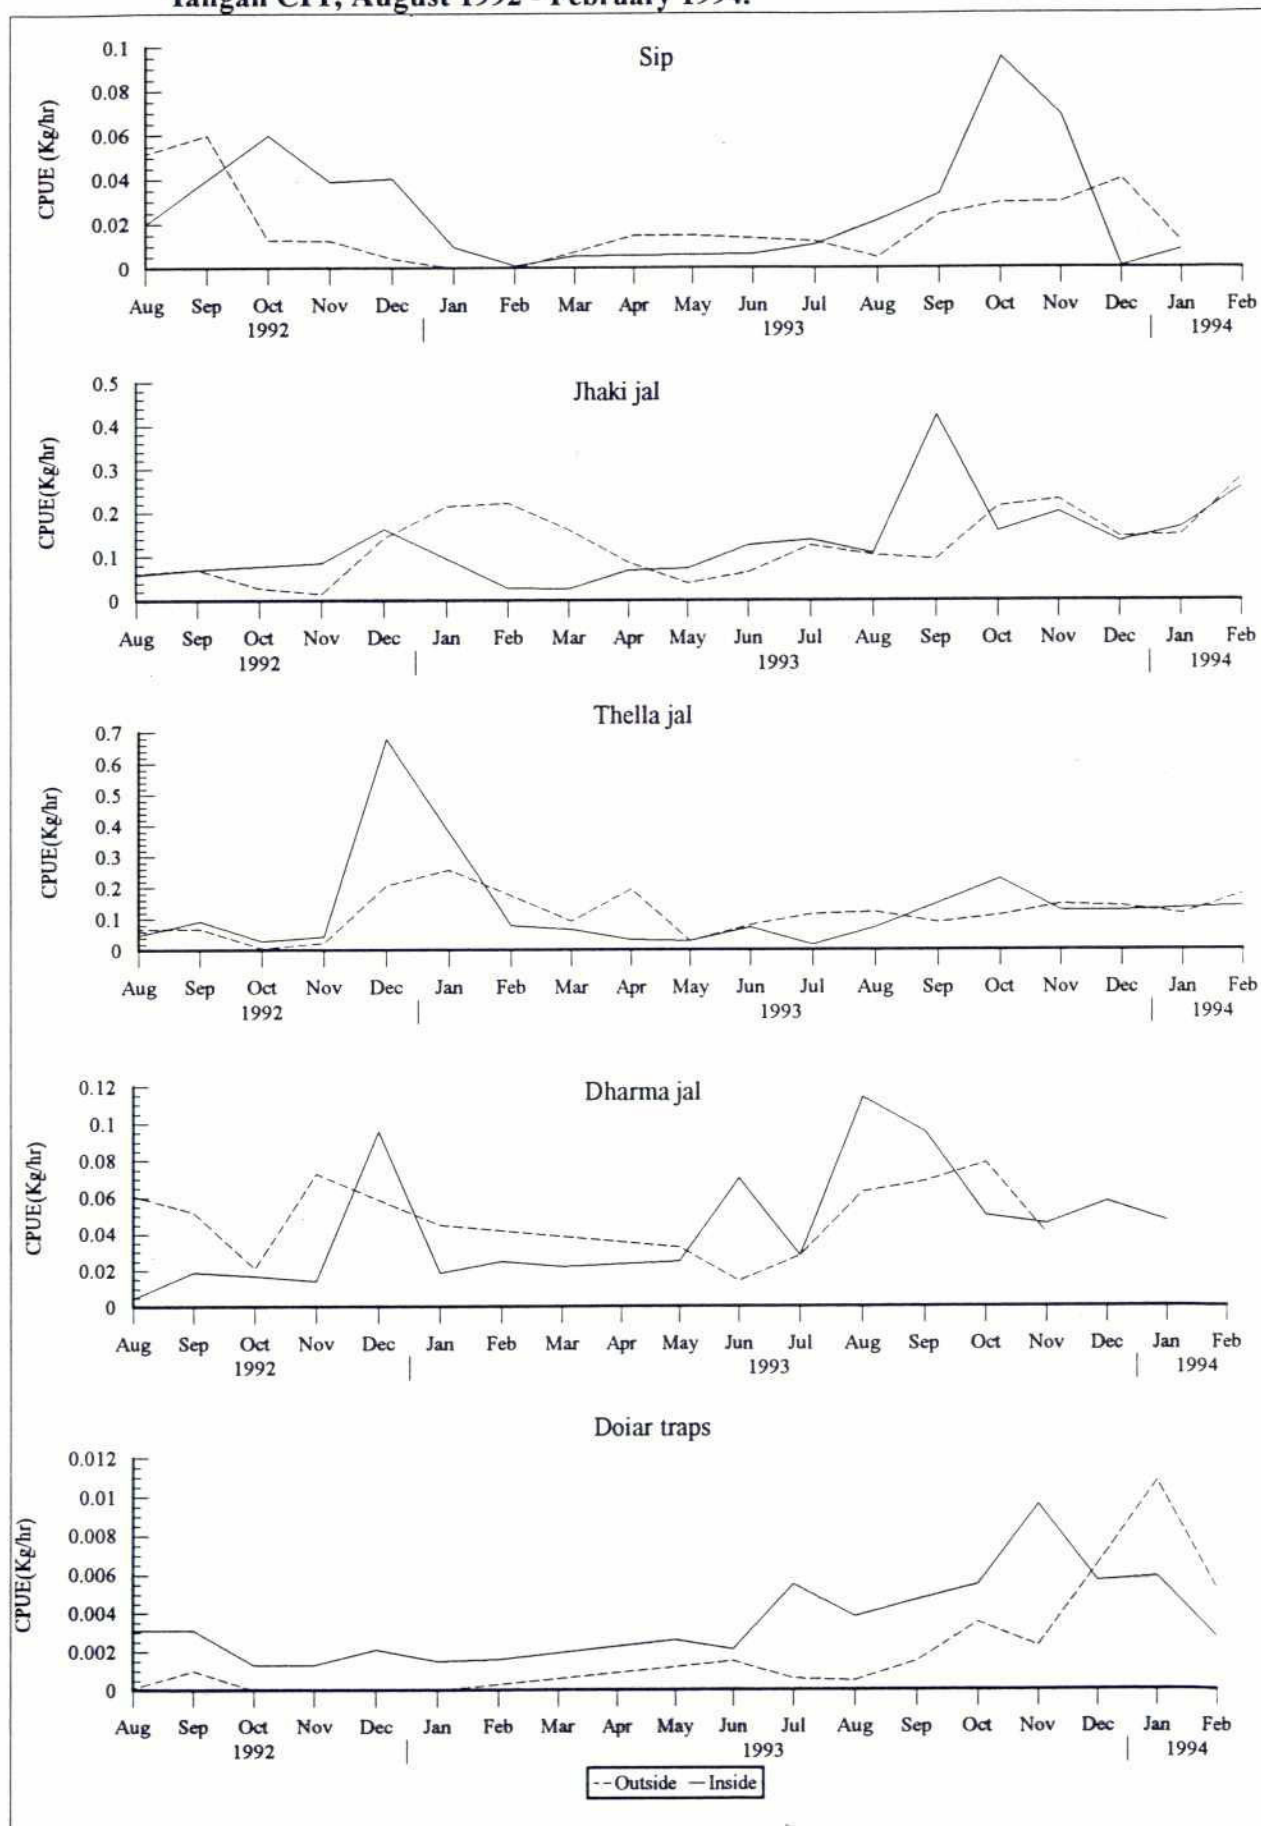 Tangan CPP, August 1992 - February 1994.
Sip
CPUE (Kg/hr)
0.1
0.08
0.06
0.04
0.02
0
Aug Sep Oct Nov Dec Jan Feb Mar Apr May Jun Jul Aug Sep Oct Nov Dec Jan Feb
1992 | 1993 | 1994
Jhaki jal
CPUE(Kg/hr)
0.5
0.4
0.3
0.2
0.1
0
Aug Sep Oct Nov Dec Jan Feb Mar Apr May Jun Jul Aug Sep Oct Nov Dec Jan Feb
1992 | 1993 | 1994
Thella jal
CPUE(Kg/hr)
0.7
0.6
0.5
0.4
0.3
0.2
0.1
0
Aug Sep Oct Nov Dec Jan Feb Mar Apr May Jun Jul Aug Sep Oct Nov Dec Jan Feb
1992 | 1993 | 1994
Dharma jal
CPUE(Kg/hr)
0.12
0.1
0.08
0.06
0.04
0.02
0
Aug Sep Oct Nov Dec Jan Feb Mar Apr May Jun Jul Aug Sep Oct Nov Dec Jan Feb
1992 | 1993 | 1994
Doiar traps
CPUE(Kg/hr)
0.012
0.01
0.008
0.006
0.004
0.002
0
Aug Sep Oct Nov Dec Jan Feb Mar Apr May Jun Jul Aug Sep Oct Nov Dec Jan Feb
1992 | 1993 | 1994
Outside Inside